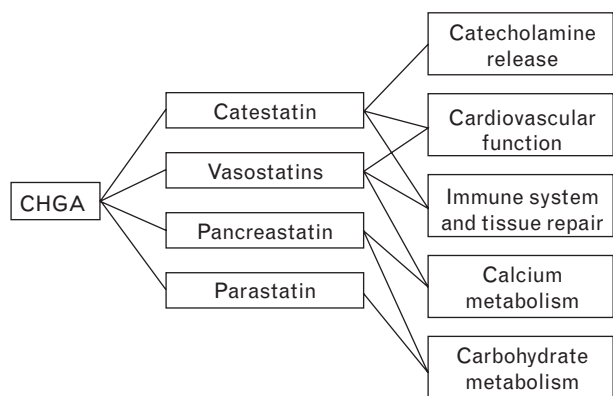 CHGA
Catestatin
Vasostatins
Pancreastatin
Parastatin
Catecholamine
release
Cardiovascular
function
Immune system
and tissue repair
Calcium
metabolism
Carbohydrate
metabolism